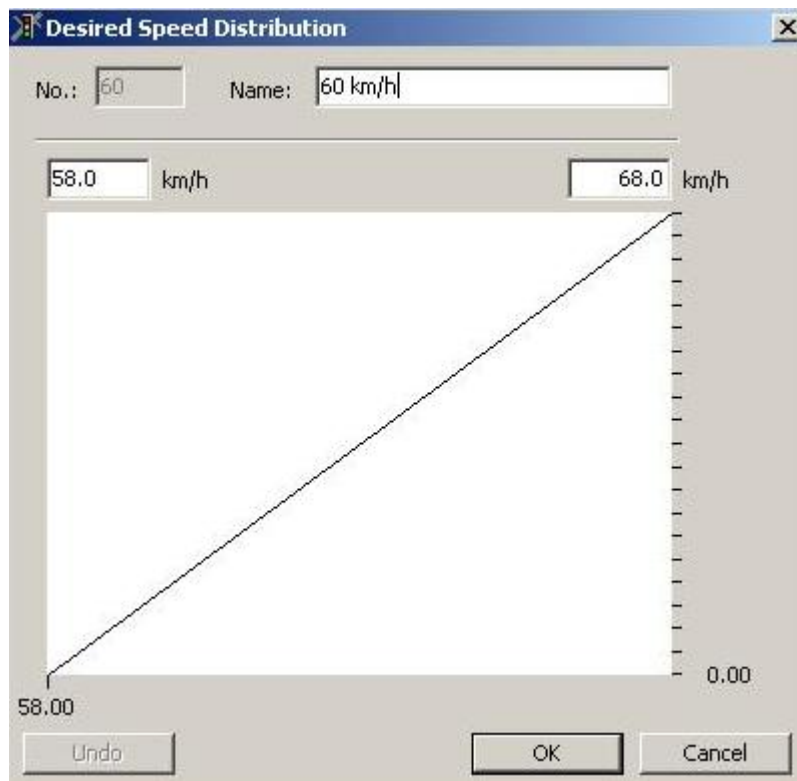 Desired Speed Distribution
No.: 60 Name: 60 km/h
58.0 km/h 68.0 km/h
0.00
58.00
Undo OK Cancel